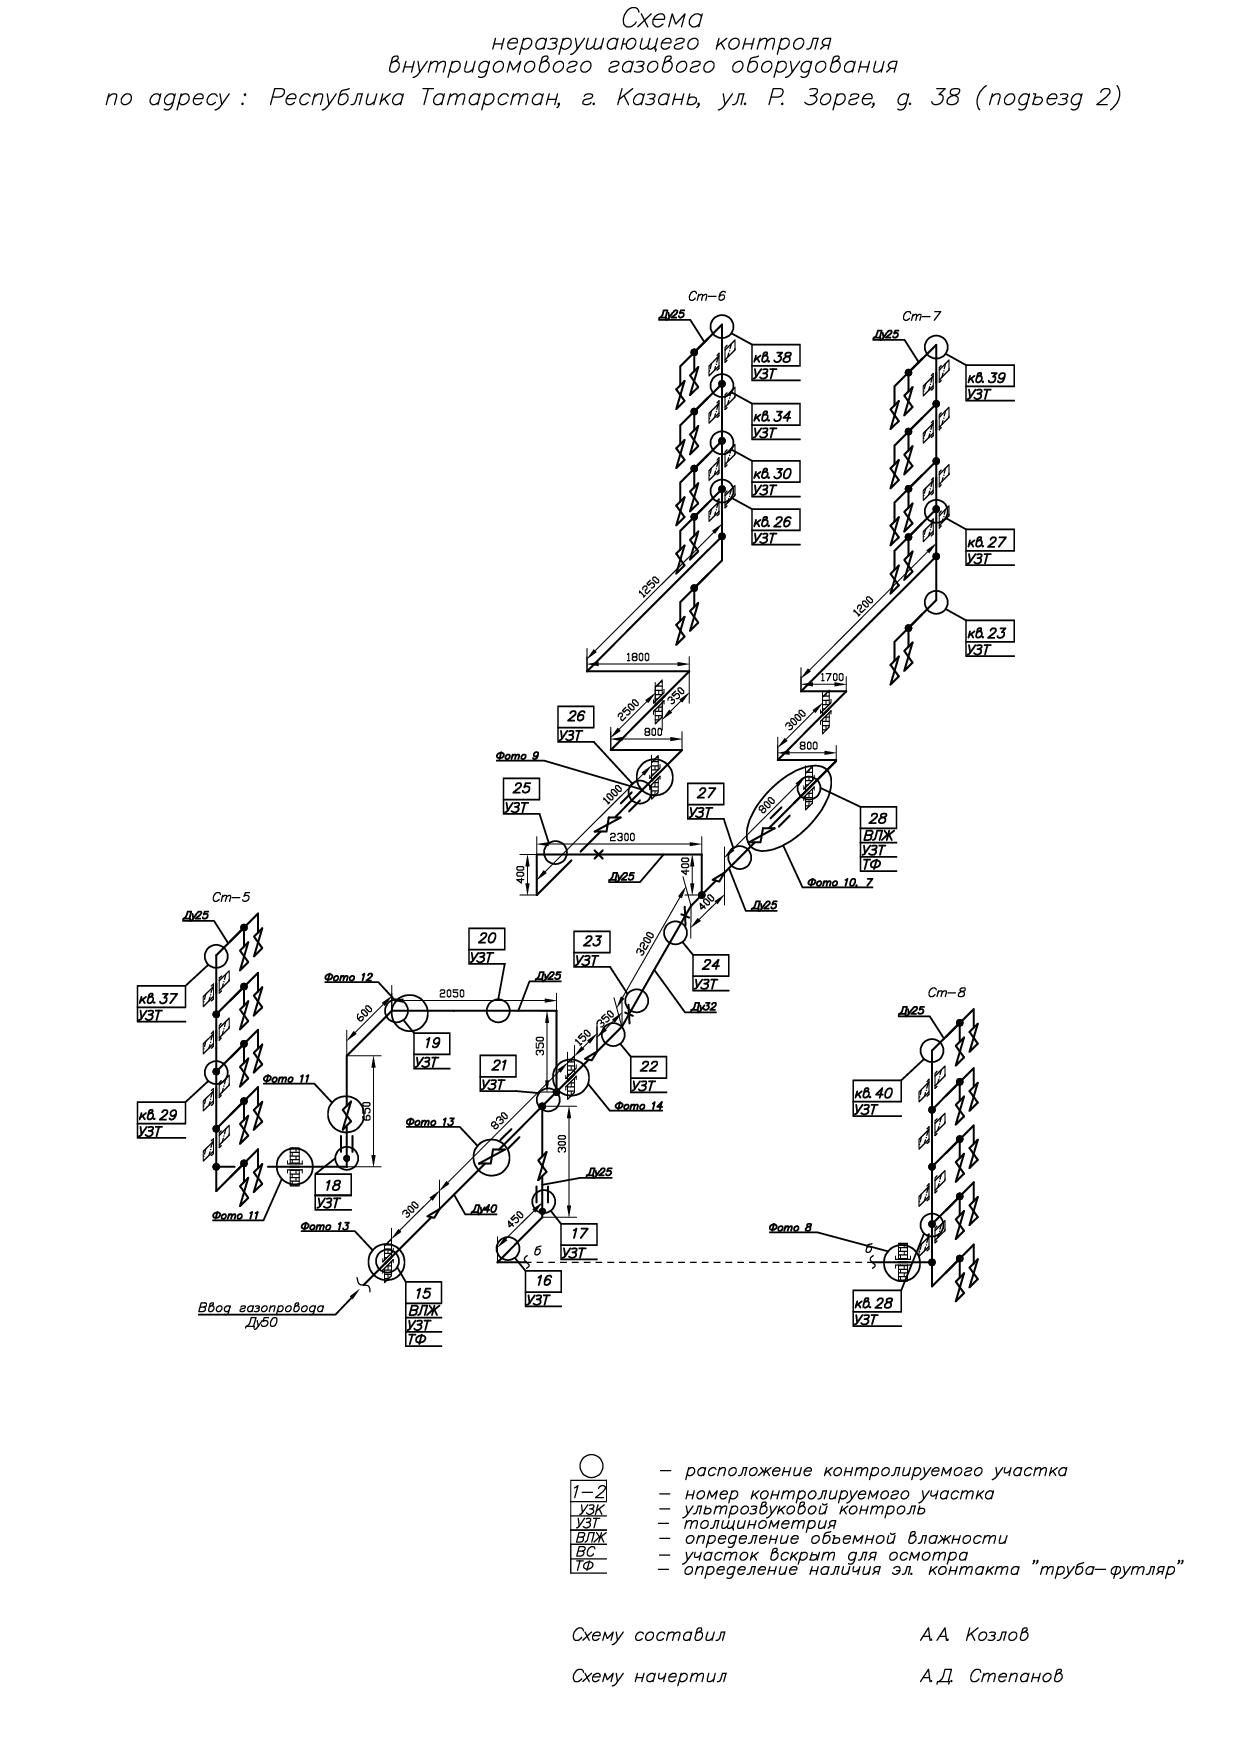 Схема
неразрушающего контроля
внутридомового газового оборудования
по адресу : Республика Татарстан, г. Казань, ул. Р. Зорге, д. 38 (подъезд 2)
Ст-6
Ду25
кв. 38
УЗТ
кв. 34
УЗТ
кв. 30
УЗТ
кв. 26
УЗТ
1250
1800
350
2500
800
Ст-7
Ду25
кв. 39
УЗТ
кв. 27
УЗТ
кв. 23
УЗТ
1200
1700
3000
800
26
УЗТ
Фото 9
25
УЗТ
1000
2300
400
Ду25
400
27
УЗТ
800
28
ВЛЖ
УЗТ
ТФ
Фото 10, 7
400
Ду25
Ст-5
Ду25
кв. 37
УЗТ
кв. 29
УЗТ
20
УЗТ
23
УЗТ
3200
24
УЗТ
Фото 12
2050
Ду25
600
Ду32
19
УЗТ
350
150
350
21
УЗТ
22
УЗТ
Фото 11
650
Фото 14
Фото 13
830
300
18
УЗТ
Ду25
Фото 11
Фото 13
300
Ду40
450
17
УЗТ
б
16
УЗТ
15
ВЛЖ
УЗТ
ТФ
Ввод газопровода
Ду50
Ст-8
Ду25
кв. 40
УЗТ
Фото 8
б
кв. 28
УЗТ
– расположение контролируемого участка
1-2 – номер контролируемого участка
УЗК – ультрозвуковой контроль
УЗТ – толщинометрия
ВЛЖ – определение объемной влажности
ВС – участок вскрыт для осмотра
ТФ – определение наличия эл. контакта "труба-футляр"
Схему составил А.А. Козлов
Схему начертил А.Д. Степанов